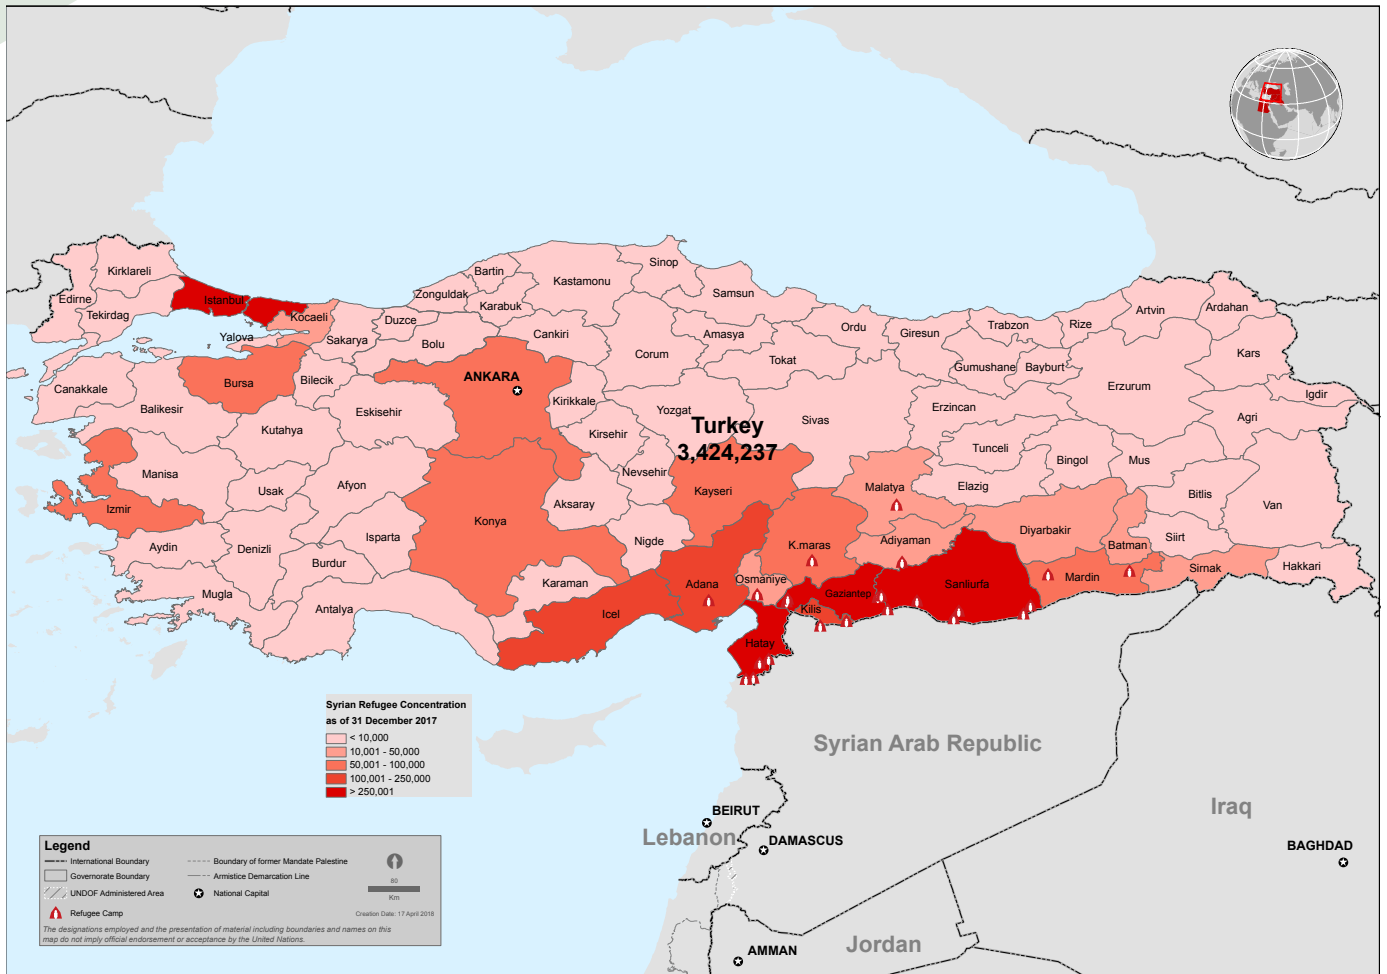 Kirklareli
Edirne
Tekirdag
Istanbul
Kocaeli
Yalova
Sakarya
Duzce
Zonguldak
Bartin
Karabuk
Kastamonu
Sinop
Samsun
Bolu
Cankiri
Corum
Amasya
Tokat
Ordu
Giresun
Trabzon
Rize
Artvin
Ardahan
Gumushane
Bayburt
Kars
Erzurum
Igdir
Agri
Canakkale
Balikesir
Bursa
Bilecik
Eskisehir
Kutahya
ANKARA
Kirikkale
Kirsehir
Yozgat
Turkey
3,424,237
Sivas
Erzincan
Tunceli
Bingol
Mus
Manisa
Usak
Afyon
Izmir
Konya
Aksaray
Nevsehir
Kayseri
Malatya
Elazig
Bitlis
Van
Aydin
Denizli
Isparta
Burdur
Nigde
K.maras
Adiyaman
Diyarbakir
Batman
Siirt
Mugla
Antalya
Karaman
Icel
Adana
Osmaniye
Gaziantep
Kilis
Sanliurfa
Mardin
Sirnak
Hakkari
Hatay
Syrian Refugee Concentration
as of 31 December 2017
< 10,000
10,001 - 50,000
50,001 - 100,000
100,001 - 250,000
> 250,001
Syrian Arab Republic
Iraq
BEIRUT
Lebanon
DAMASCUS
BAGHDAD
AMMAN
Jordan
Legend
International Boundary
Boundary of former Mandate Palestine
Governorate Boundary
Armistice Demarcation Line
80
UNDOF Administered Area
National Capital
Km
Refugee Camp
Creation Date: 17 April 2018
The designations employed and the presentation of material including boundaries and names on this
map do not imply official endorsement or acceptance by the United Nations.